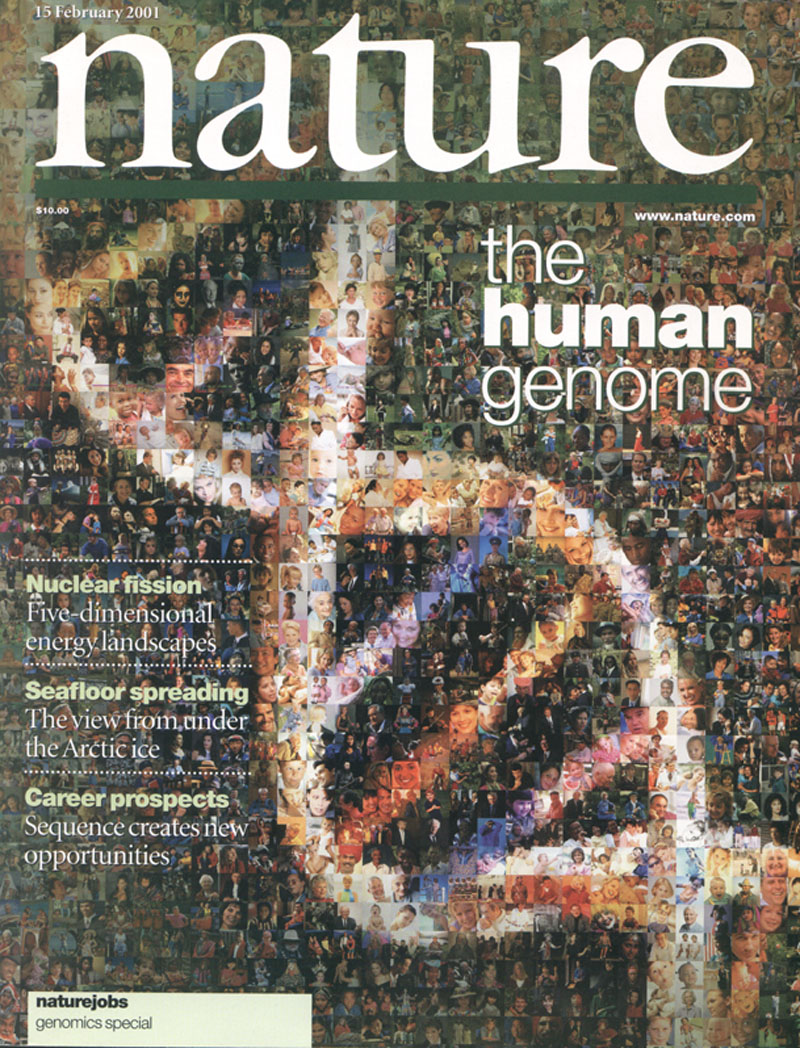 15 February 2001
nature
$10.00
www.nature.com
the
human
genome
Nuclear fission
Five-dimensional
energy landscapes
Seafloor spreading
The view from under
the Arctic ice
Career prospects
Sequence creates new
opportunities
naturejobs
genomics special